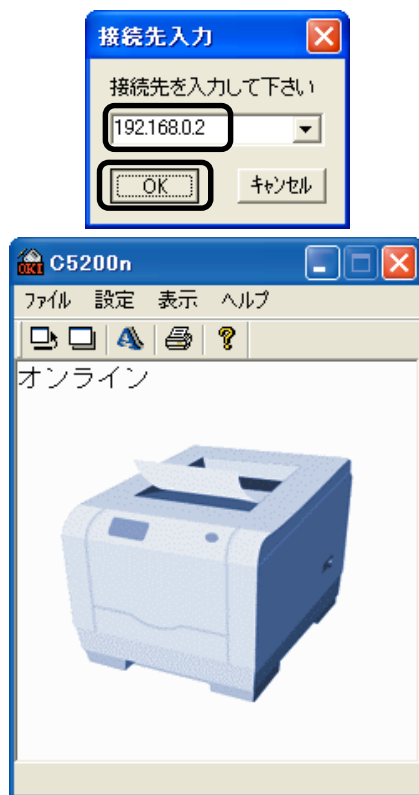 接続先入力
接続先を入力して下さい
192.168.0.2
OK キャンセル
OKI C5200n
ファイル 設定 表示 ヘルプ
オンライン